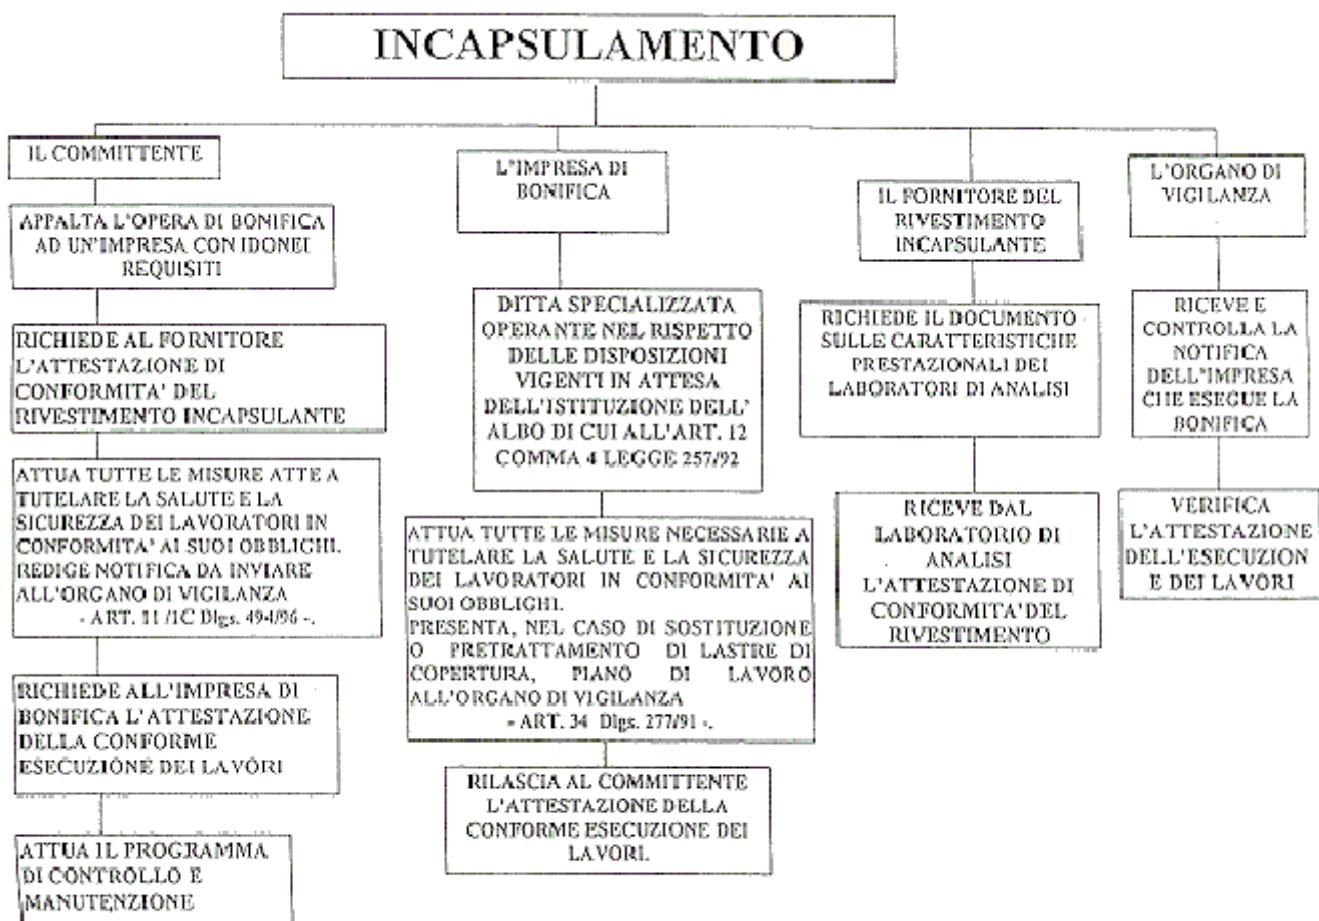 INCAPSULAMENTO
IL COMMITTENTE
APPALTA L'OPERA DI BONIFICA
AD UN'IMPRESA CON IDONEI
REQUISITI
RICHIEDE AL FORNITORE
L'ATTESTAZIONE DI
CONFORMITA' DEL
RIVESTIMENTO INCAPSULANTE
ATTUA TUTTE LE MISURE ATTE A
TUTELARE LA SALUTE E LA
SICUREZZA DEI LAVORATORI IN
CONFORMITA' AI SUOI OBBLIGHI.
REDIGE NOTIFICA DA INVIARE
ALL'ORGANO DI VIGILANZA
- ART. 11 /1C Dlgs. 494/96 -.
RICHIEDE ALL'IMPRESA DI
BONIFICA L'ATTESTAZIONE
DELLA CONFORME
ESECUZIONE DEI LAVORI
ATTUA IL PROGRAMMA
DI CONTROLLO E
MANUTENZIONE
L"IMPRESA DI
BONIFICA
DITTA SPECIALIZZATA
OPERANTE NEL RISPETTO
DELLE DISPOSIZIONI
VIGENTI IN ATTESA
DELL'ISTITUZIONE DELL'
ALBO DI CUI ALL'ART. 12
COMMA 4 LEGGE 257/92
ATTUA TUTTE LE MISURE NECESSARIE A
TUTELARE LA SALUTE E LA SICUREZZA
DEI LAVORATORI IN CONFORMITA' AI
SUOI OBBLIGHI.
PRESENTA, NEL CASO DI SOSTITUZIONE
O PRETRATTAMENTO DI LASTRE DI
COPERTURA, PIANO DI LAVORO
ALL'ORGANO DI VIGILANZA
- ART. 34 Dlgs. 277/91 -.
RILASCIA AL COMMITTENTE
L'ATTESTAZIONE DELLA
CONFORME ESECUZIONE DEI
LAVORI.
IL FORNITORE DEL
RIVESTIMENTO
INCAPSULANTE
RICHIEDE IL DOCUMENTO
SULLE CARATTERISTICHE
PRESTAZIONALI DEI
LABORATORI DI ANALISI
RICEVE DAL
LABORATORIO DI
ANALISI
L'ATTESTAZIONE DI
CONFORMITA'DEL
RIVESTIMENTO
L'ORGANO DI
VIGILANZA
RICEVE E
CONTROLLA LA
NOTIFICA
DELL"IMPRESA
CHE ESEGUE LA
BONIFICA
VERIFICA
L'ATTESTAZIONE
DELL'ESECUZION
E DEI LAVORI